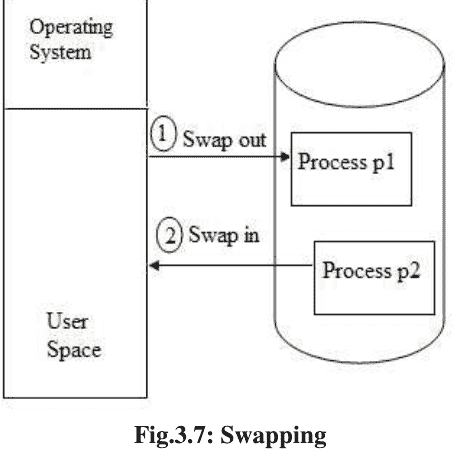 Operating
System
1 Swap out
Process p1
2 Swap in
Process p2
User
Space
Fig.3.7: Swapping